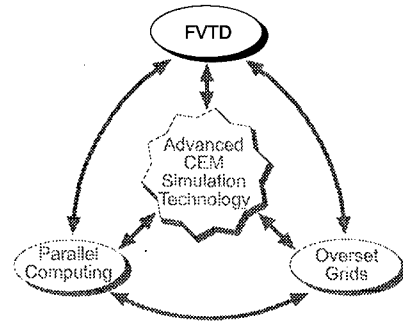 FVTD
Advanced
CEM
Simulation
Technology
Parallel
Computing
Overset
Grids